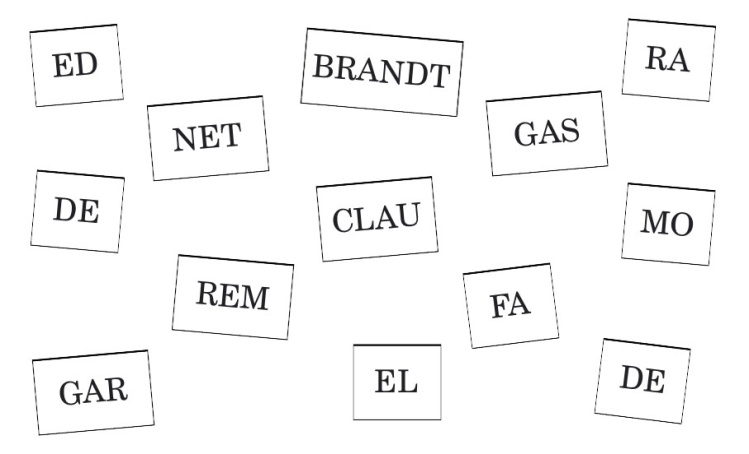 ED
BRANDT
RA
NET
GAS
DE
CLAU
MO
REM
FA
GAR
EL
DE